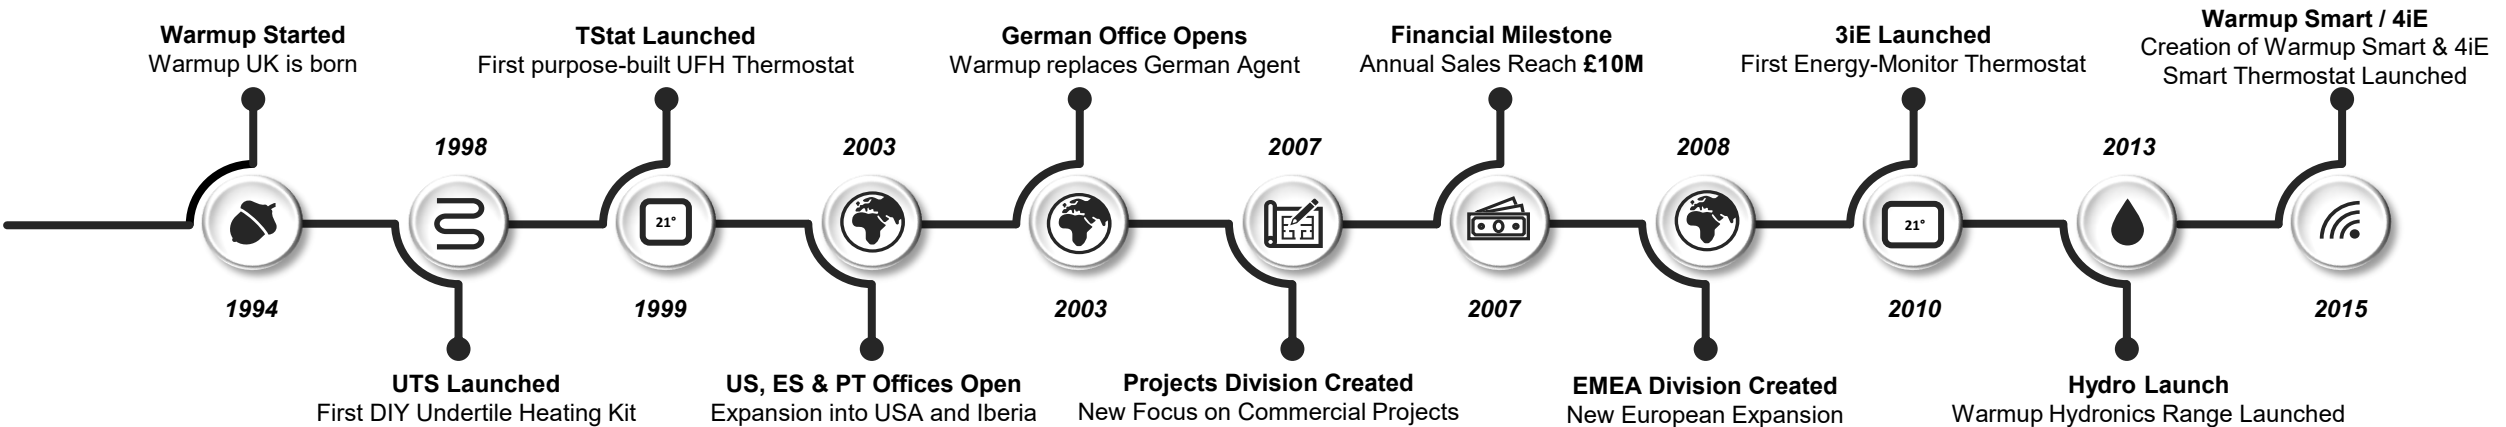 Warmup Started
Warmup UK is born
1994
1998
UTS Launched
First DIY Undertile Heating Kit
TStat Launched
First purpose-built UFH Thermostat
21°
1999
2003
US, ES & PT Offices Open
Expansion into USA and Iberia
German Office Opens
Warmup replaces German Agent
2003
2007
Projects Division Created
New Focus on Commercial Projects
Financial Milestone
Annual Sales Reach £10M
2007
2008
EMEA Division Created
New European Expansion
3iE Launched
First Energy-Monitor Thermostat
21°
2010
2013
Hydro Launch
Warmup Hydronics Range Launched
Warmup Smart / 4iE
Creation of Warmup Smart & 4iE
Smart Thermostat Launched
2015